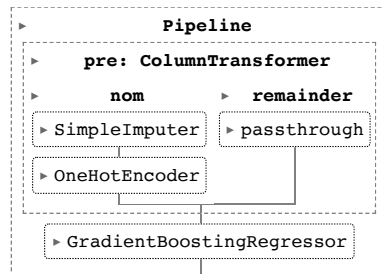 ▸ Pipeline
▸ pre: ColumnTransformer
▸ nom ▸ remainder
▸ SimpleImputer ▸ passthrough
▸ OneHotEncoder
▸ GradientBoostingRegressor